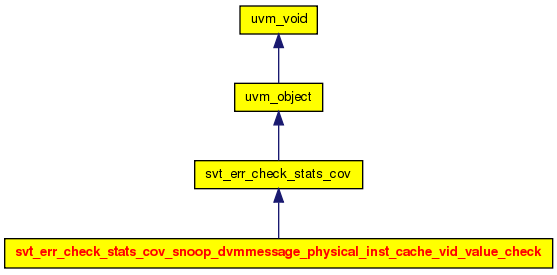 uvm_void
uvm_object
svt_err_check_stats_cov
svt_err_check_stats_cov_snoop_dvmmessage_physical_inst_cache_vid_value_check